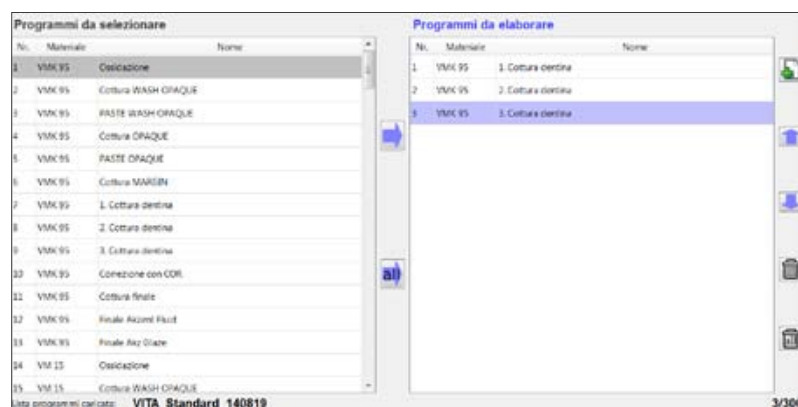 Programmi da selezionare
Nr. Materiale Nome
1 VMK 95 Ossidazione
2 VMK 95 Cottura WASH OPAQUE
3 VMK 95 PASTE WASH OPAQUE
4 VMK 95 Cottura OPAQUE
5 VMK 95 PASTE OPAQUE
6 VMK 95 Cottura MARGIN
7 VMK 95 1. Cottura dentina
8 VMK 95 2. Cottura dentina
9 VMK 95 3. Cottura dentina
10 VMK 95 Correzione con COR.
11 VMK 95 Cottura finale
12 VMK 95 Finale Akzent Fluid
13 VMK 95 Finale Akz Glaze
14 VM 15 Ossidazione
15 VM 15 Cottura WASH OPAQUE
Lista programmi caricata: VITA_Standard_140819
all
Programmi da elaborare
Nr. Materiale Nome
1 VMK 95 1. Cottura dentina
2 VMK 95 2. Cottura dentina
3 VMK 95 3. Cottura dentina
3/300